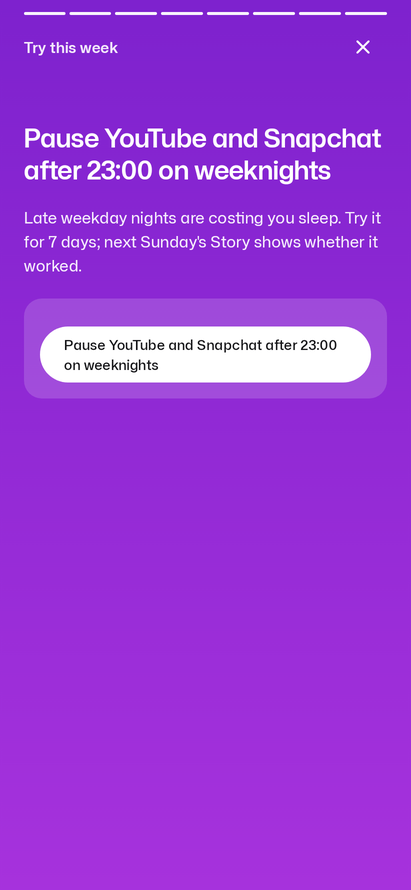 Try this week
Pause YouTube and Snapchat
after 23:00 on weeknights
Late weekday nights are costing you sleep. Try it
for 7 days; next Sunday's Story shows whether it
worked.
Pause YouTube and Snapchat after 23:00
on weeknights